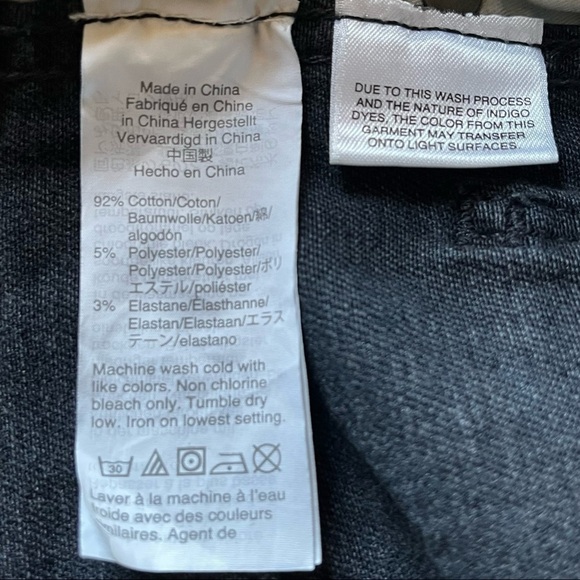 Made in China
Fabriqué en Chine
in China Hergestellt
Vervaardigd in China
中国製
Hecho en China
92% Cotton/Coton/
Baumwolle/Katoen/綿/
algodón
5% Polyester/Polyester/
Polyester/Polyester/ポリ
エステル/poliéster
3% Elastane/Élasthanne/
Elastan/Elastaan/エラス
テーン/elastano
Machine wash cold with
like colors. Non chlorine
bleach only. Tumble dry
low. Iron on lowest setting.
30
Laver à la machine à l'eau
froide avec des couleurs
similaires. Agent de
DUE TO THIS WASH PROCESS
AND THE NATURE OF INDIGO
DYES, THE COLOR FROM THIS
GARMENT MAY TRANSFER
ONTO LIGHT SURFACES.